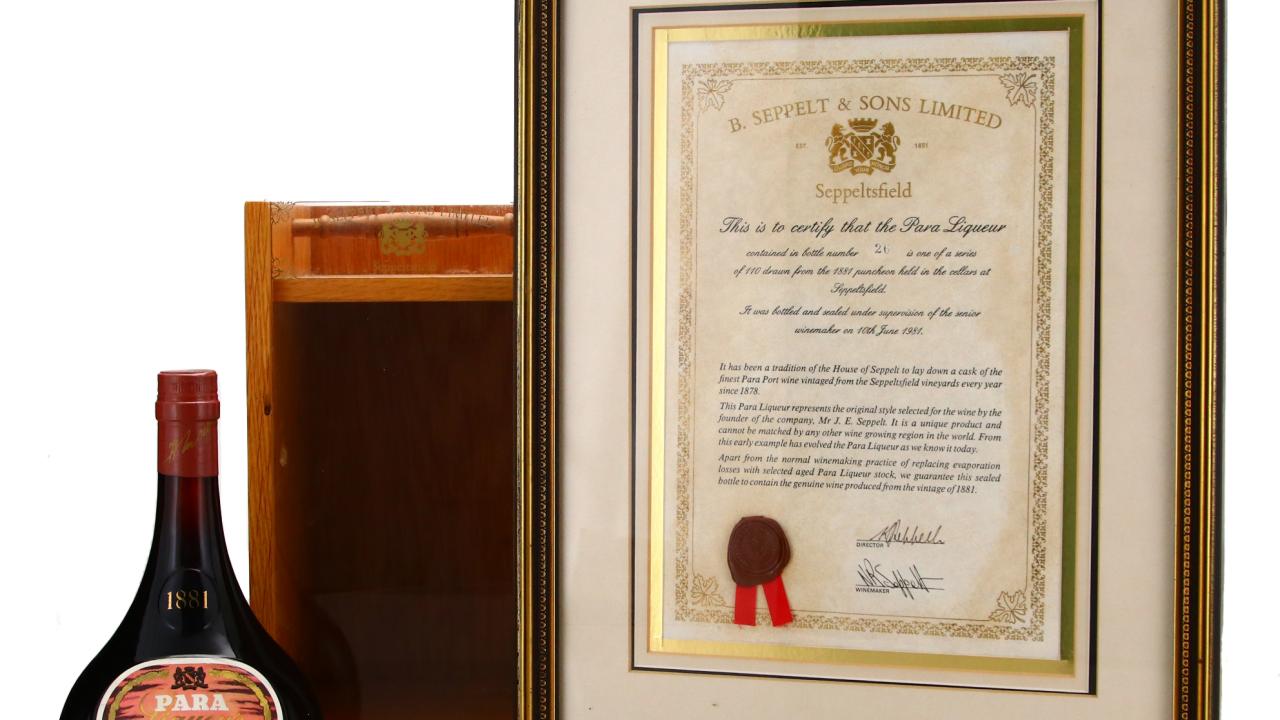 B. SEPPELT & SONS LIMITED
EST. 1851
Seppeltsfield
This is to certify that the Para Liqueur
contained in bottle number 26 is one of a series
of 110 drawn from the 1881 puncheon held in the cellars at
Seppeltsfield.
It was bottled and sealed under supervision of the senior
winemaker on 10th June 1981.
It has been a tradition of the House of Seppelt to lay down a cask of the
finest Para Port wine vintaged from the Seppeltsfield vineyards every year
since 1878.
This Para Liqueur represents the original style selected for the wine by the
founder of the company, Mr J. E. Seppelt. It is a unique product and
cannot be matched by any other wine growing region in the world. From
this early example has evolved the Para Liqueur as we know it today.
Apart from the normal winemaking practice of replacing evaporation
losses with selected aged Para Liqueur stock, we guarantee this sealed
bottle to contain the genuine wine produced from the vintage of 1881.
DIRECTOR
WINEMAKER
1881
PARA